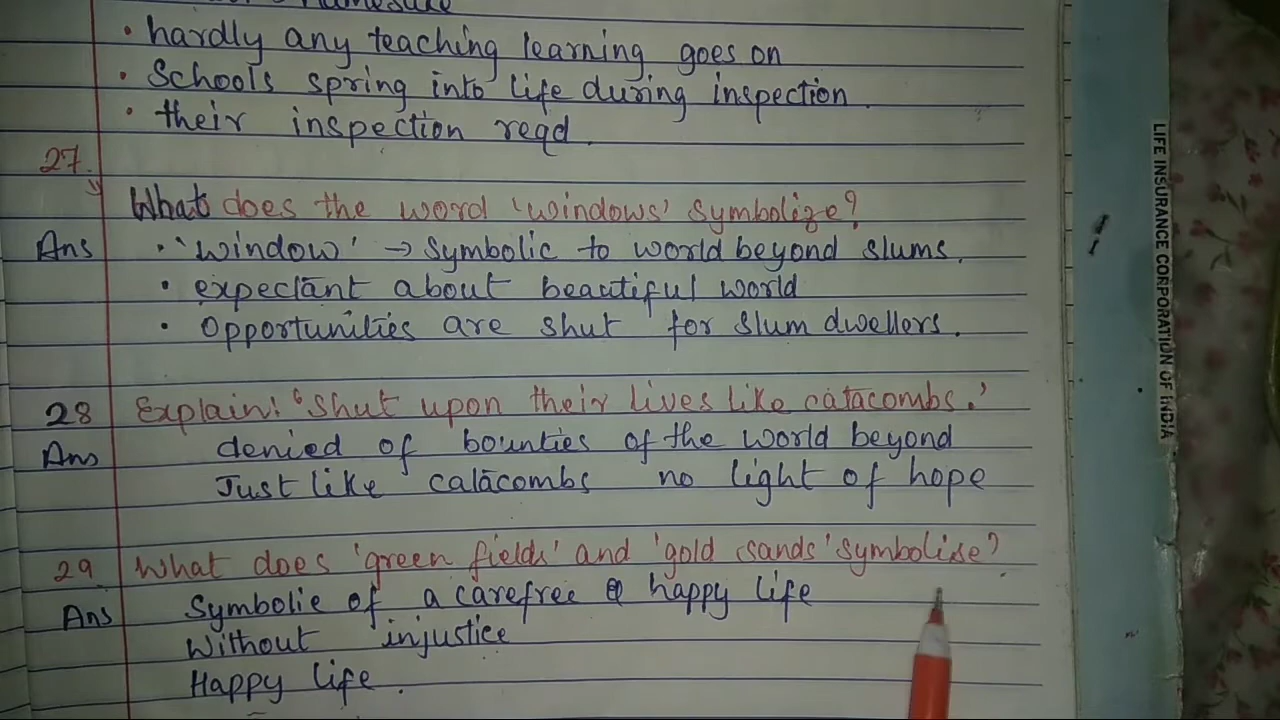 namesake
• hardly any teaching learning goes on
• Schools spring into life during inspection.
• their inspection reqd.
27.
What does the word 'windows' symbolize?
Ans • 'window' → Symbolic to world beyond slums.
• expectant about beautiful world
• Opportunities are shut for slum dwellers.
28 Explain: 'Shut upon their lives like catacombs.'
Ans denied of bounties of the world beyond
Just like catacombs no light of hope
29 What does 'green fields' and 'gold sands' symbolise?
Ans Symbolie of a carefree & happy life
Without injustice
Happy life.
LIFE INSURANCE CORPORATION OF INDIA